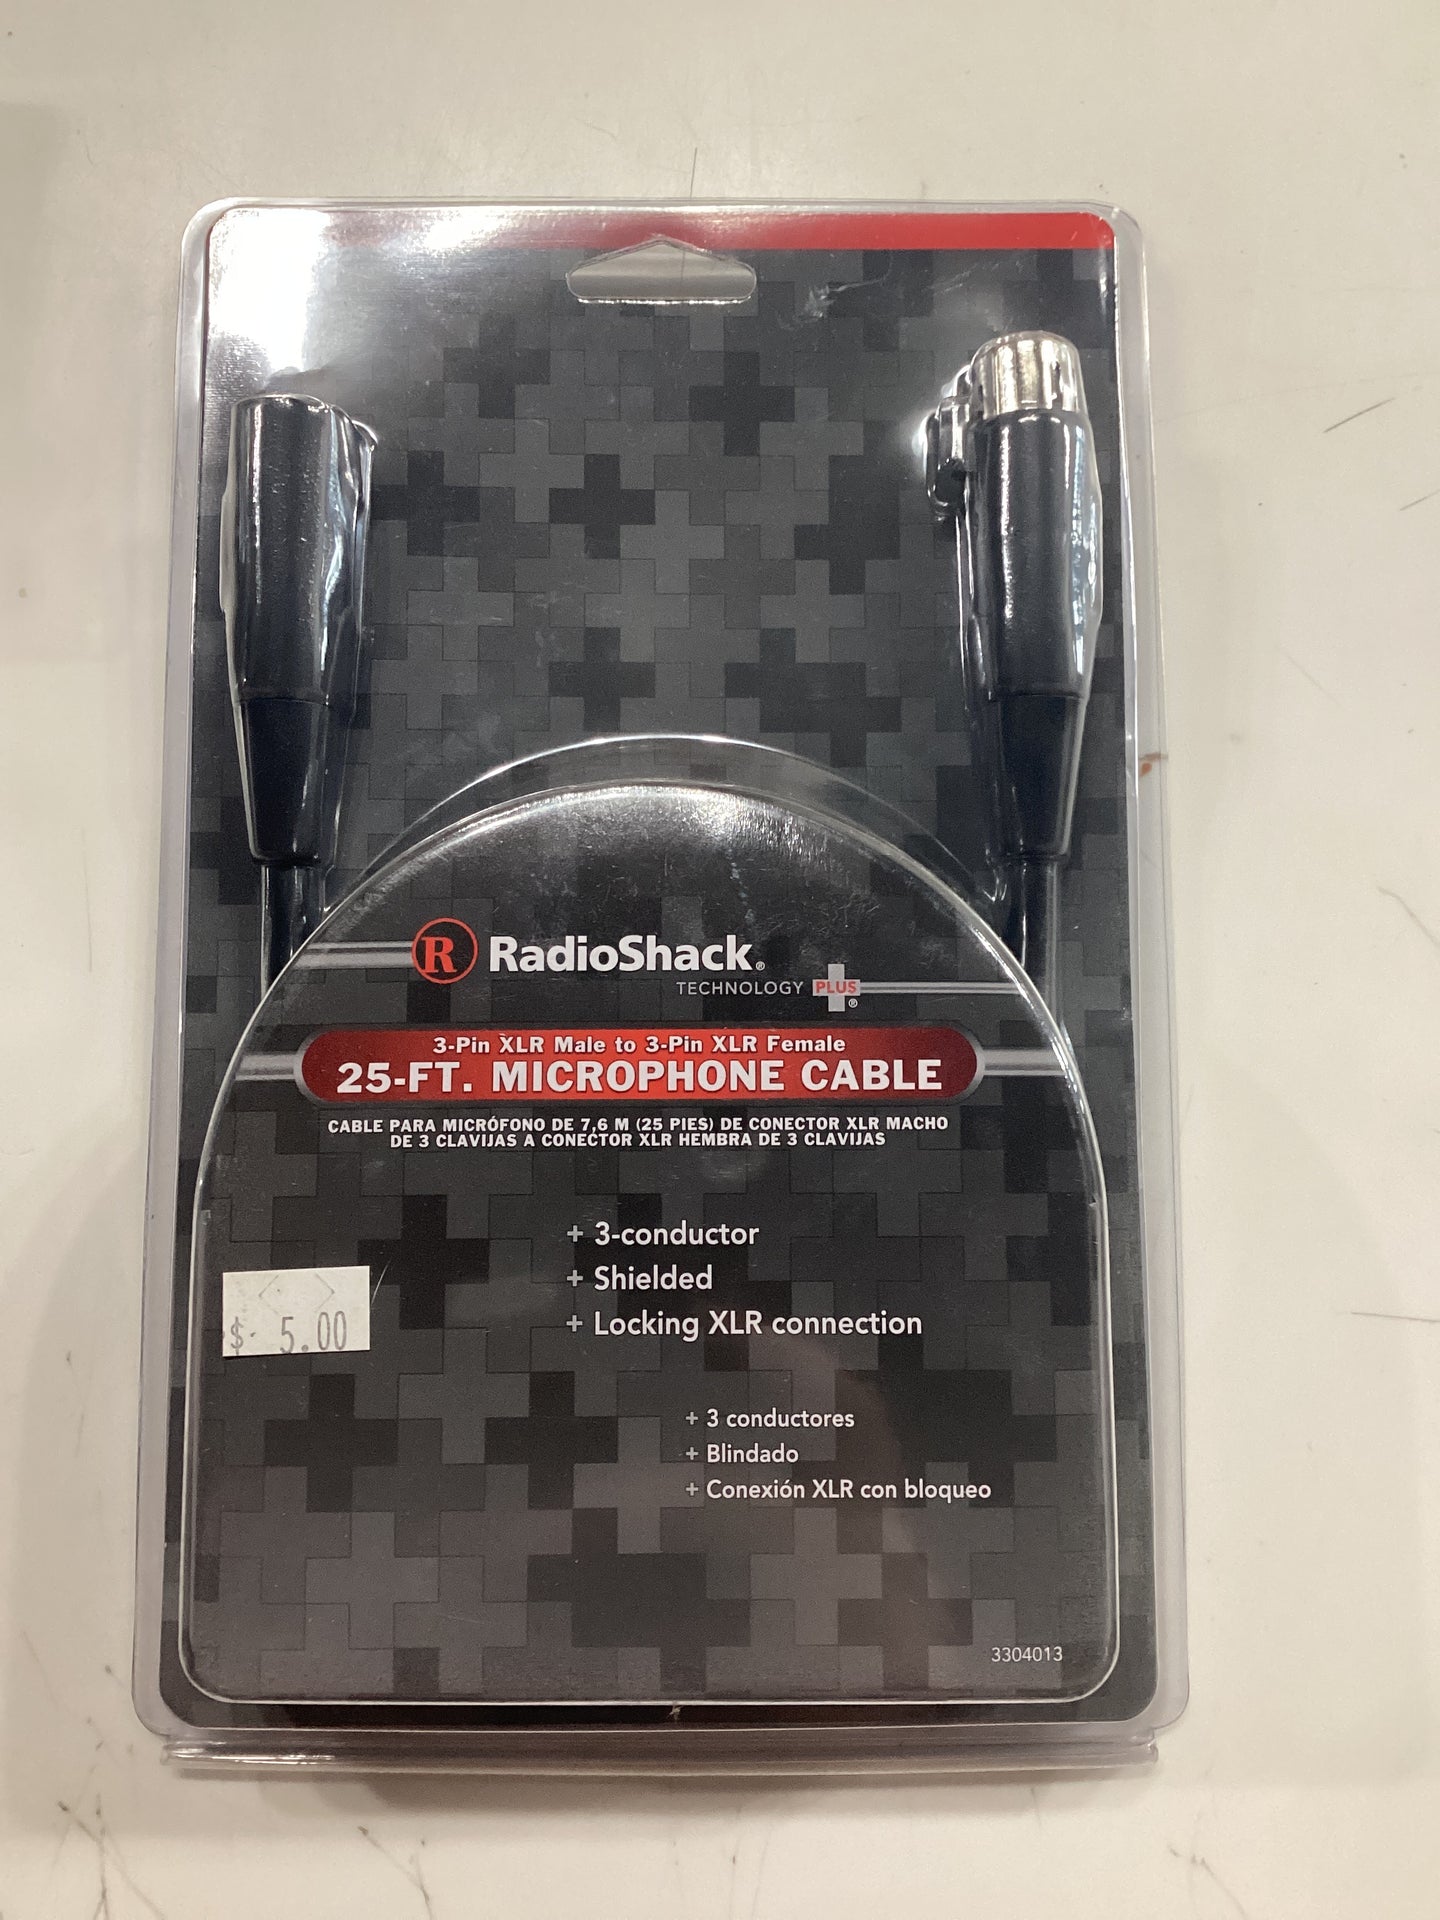 R RadioShack®
TECHNOLOGY PLUS®
3-Pin XLR Male to 3-Pin XLR Female
25-FT. MICROPHONE CABLE
CABLE PARA MICRÓFONO DE 7,6 M (25 PIES) DE CONECTOR XLR MACHO
DE 3 CLAVIJAS A CONECTOR XLR HEMBRA DE 3 CLAVIJAS
+ 3-conductor
+ Shielded
+ Locking XLR connection
$ 5.00
+ 3 conductores
+ Blindado
+ Conexión XLR con bloqueo
3304013